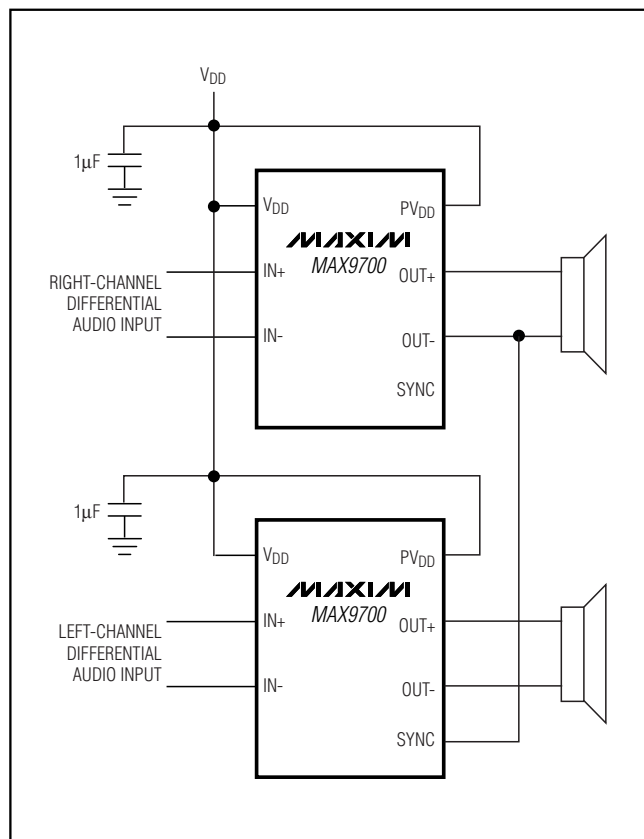 VDD
1μF
VDD
PVDD
MAXIM
MAX9700
IN+
OUT+
RIGHT-CHANNEL
DIFFERENTIAL
AUDIO INPUT
IN-
OUT-
SYNC
1μF
VDD
PVDD
MAXIM
MAX9700
IN+
OUT+
LEFT-CHANNEL
DIFFERENTIAL
AUDIO INPUT
IN-
OUT-
SYNC